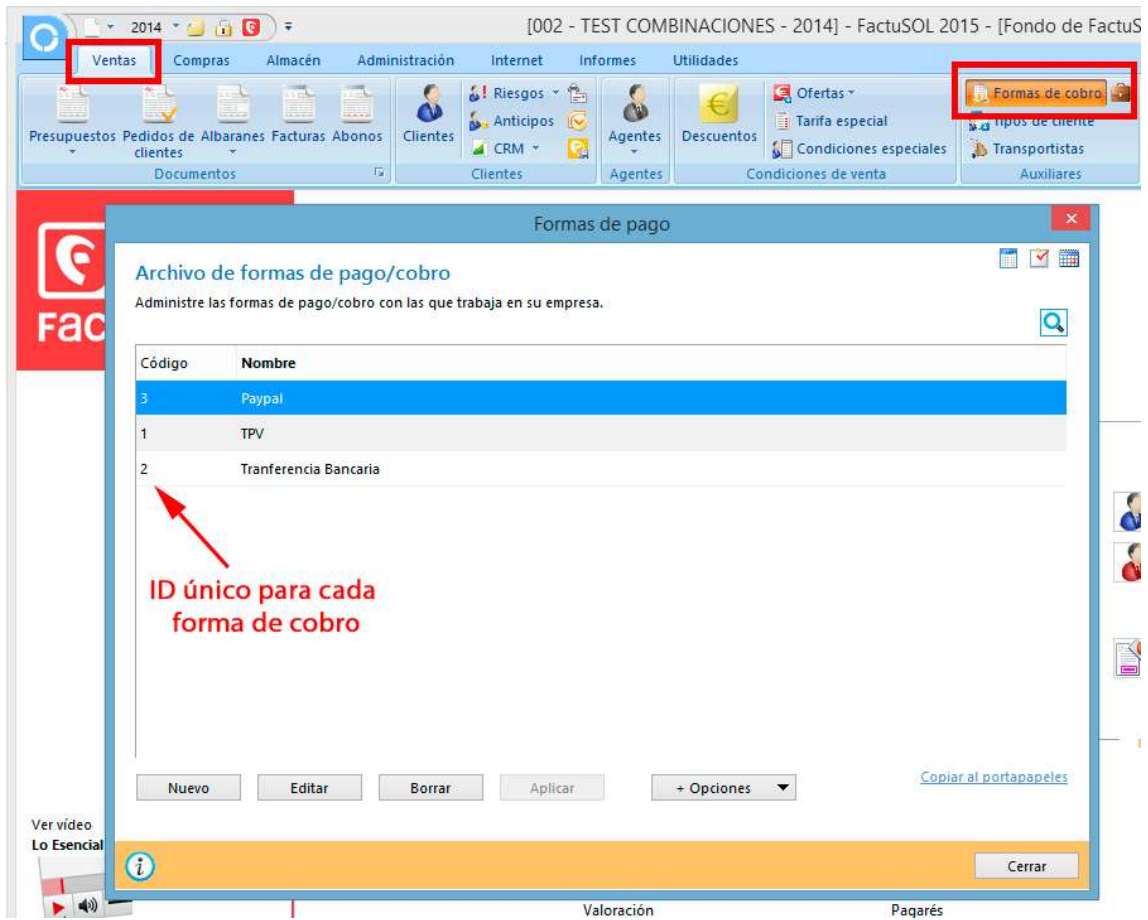 2014
[002 - TEST COMBINACIONES - 2014] - FactuSOL 2015 - [Fondo de FactuS
Ventas Compras Almacén Administración Internet Informes Utilidades
Riesgos Ofertas Formas de cobro
Anticipos Tarifa especial Tipos de cliente
Presupuestos Pedidos de clientes Albaranes Facturas Abonos Clientes CRM Agentes Descuentos Condiciones especiales Transportistas
Documentos Clientes Agentes Condiciones de venta Auxiliares
Fac
Formas de pago
Archivo de formas de pago/cobro
Administre las formas de pago/cobro con las que trabaja en su empresa.
Código Nombre
3 Paypal
1 TPV
2 Tranferencia Bancaria
ID único para cada
forma de cobro
Nuevo Editar Borrar Aplicar + Opciones Copiar al portapapeles
Ver vídeo
Lo Esencial
Cerrar
Valoración Pagarés